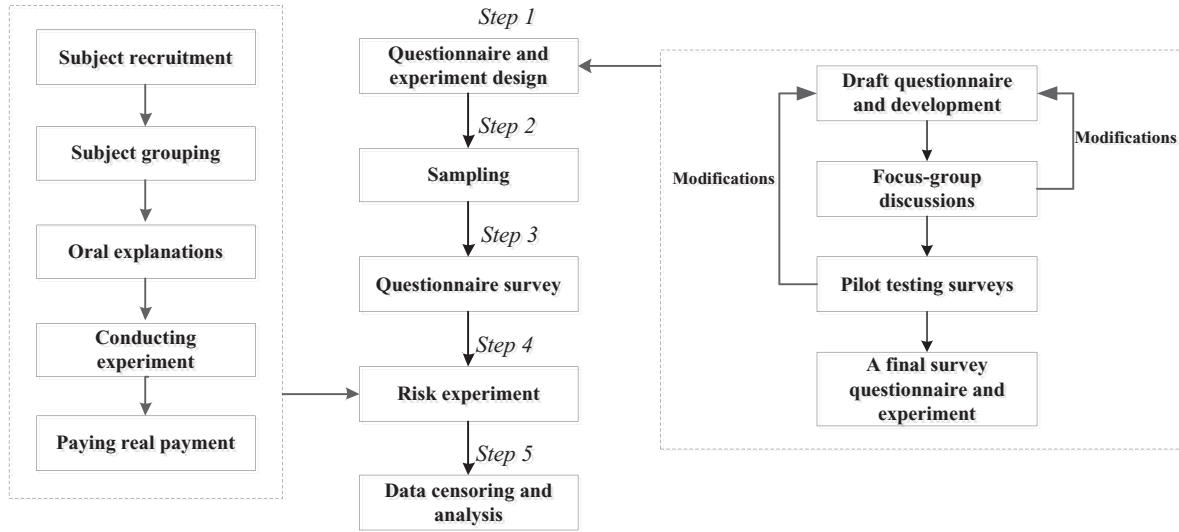 Subject recruitment
Subject grouping
Oral explanations
Conducting
experiment
Paying real payment
Step 1
Questionnaire and
experiment design
Step 2
Sampling
Step 3
Questionnaire survey
Step 4
Risk experiment
Step 5
Data censoring and
analysis
Draft questionnaire
and development
Modifications
Modifications
Focus-group
discussions
Pilot testing surveys
A final survey
questionnaire and
experiment